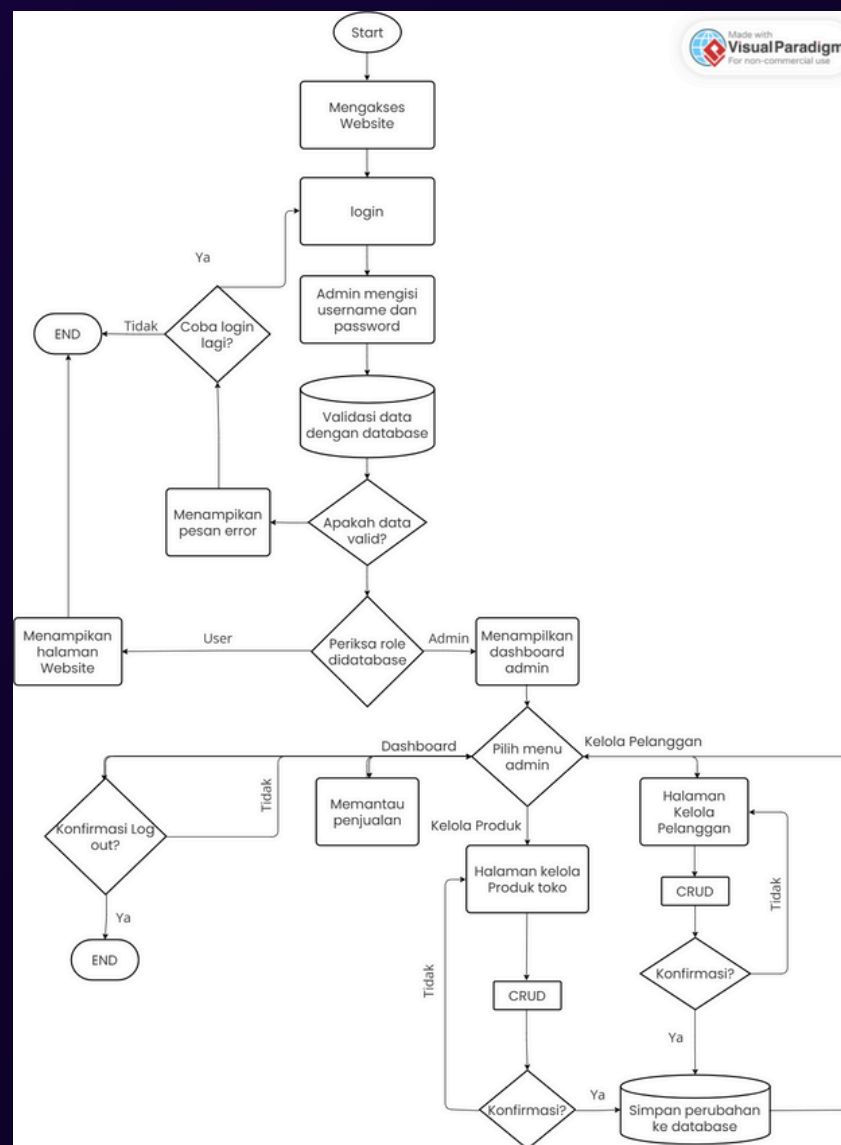 Start
Made with
Visual Paradigm
For non-commercial use
Mengakses
Website
login
Ya
Admin mengisi
username dan
password
Coba login
lagi?
Tidak
END
Validasi data
dengan database
Menampikan
pesan error
Apakah data
valid?
Menampikan
halaman
Website
User
Periksa role
didatabase
Admin
Menampilkan
dashboard
admin
Dashboard
Pilih menu
admin
Kelola Pelanggan
Tidak
Konfirmasi Log
out?
Memantau
penjualan
Kelola Produk
Halaman
Kelola
Pelanggan
Halaman kelola
Produk toko
CRUD
Tidak
Ya
END
Tidak
CRUD
Konfirmasi?
Ya
Konfirmasi?
Ya
Simpan perubahan
ke database